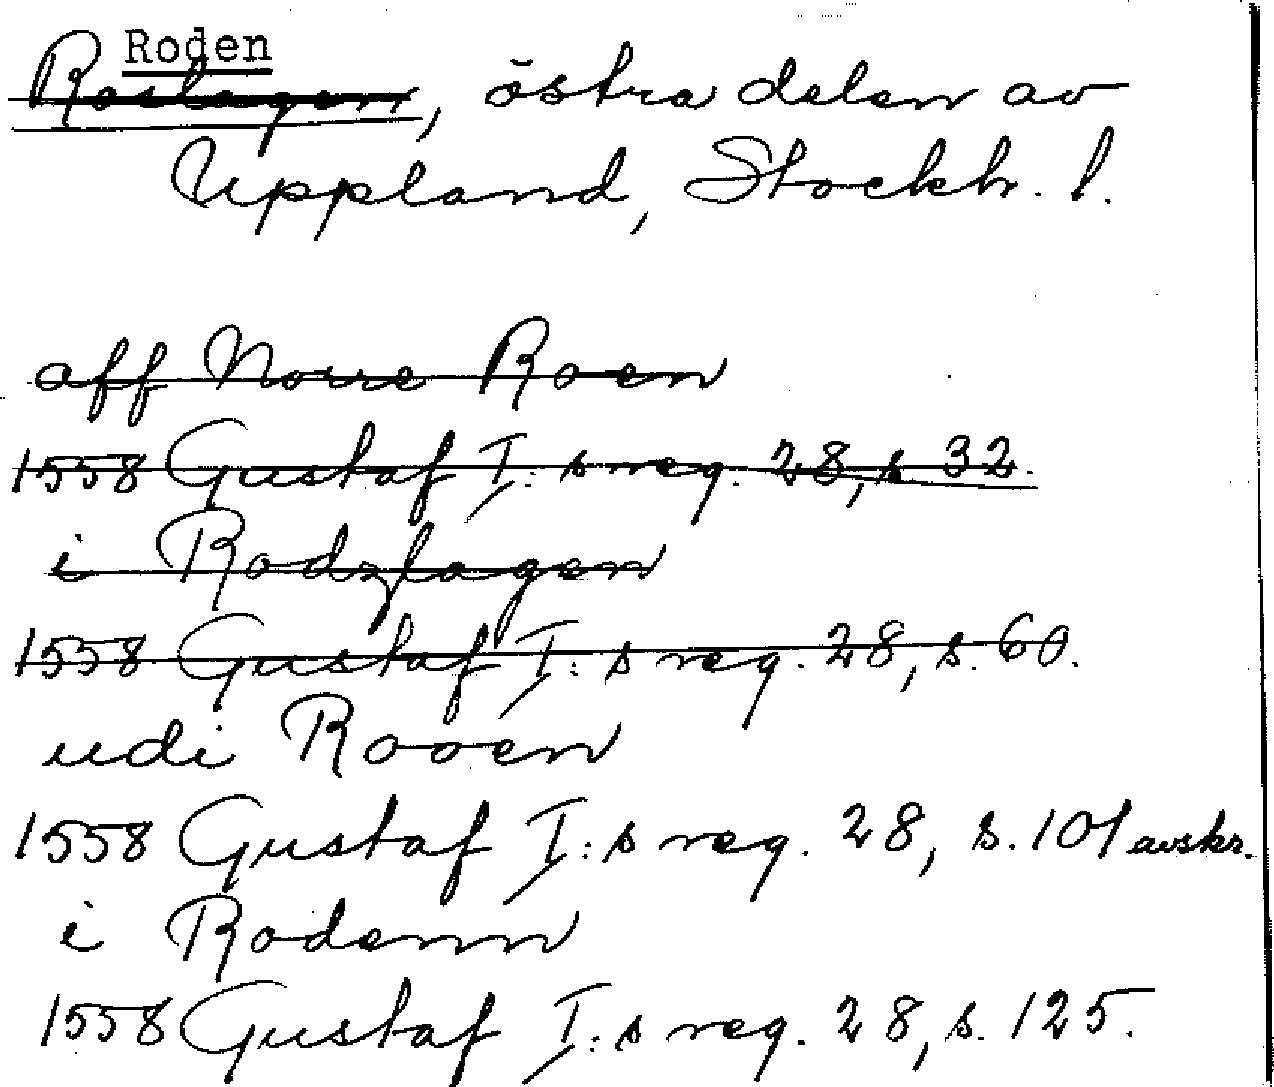 Roden
Roslagen, östra delen av
Uppland, Stockh. l.
aff Norre Roen
1558 Gustaf I:s reg. 28, s 32.
i Rodzlagen
1558 Gustaf I:s reg. 28, s. 60.
udi Rooen
1558 Gustaf I:s reg. 28, s. 101 avskr.
i Rodenn
1558 Gustaf I:s reg. 28, s. 125.